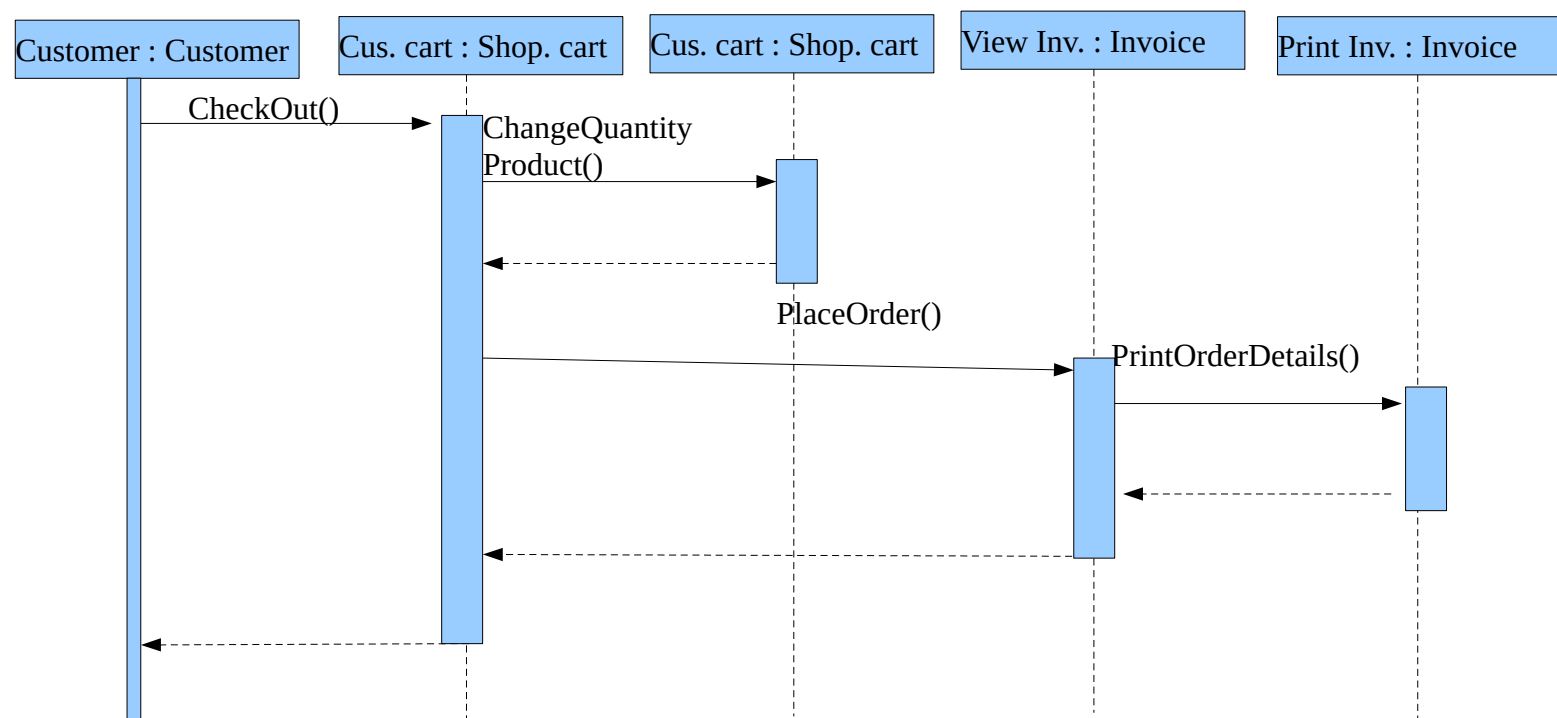 Customer : Customer
Cus. cart : Shop. cart
Cus. cart : Shop. cart
View Inv. : Invoice
Print Inv. : Invoice
CheckOut()
ChangeQuantity
Product()
PlaceOrder()
PrintOrderDetails()